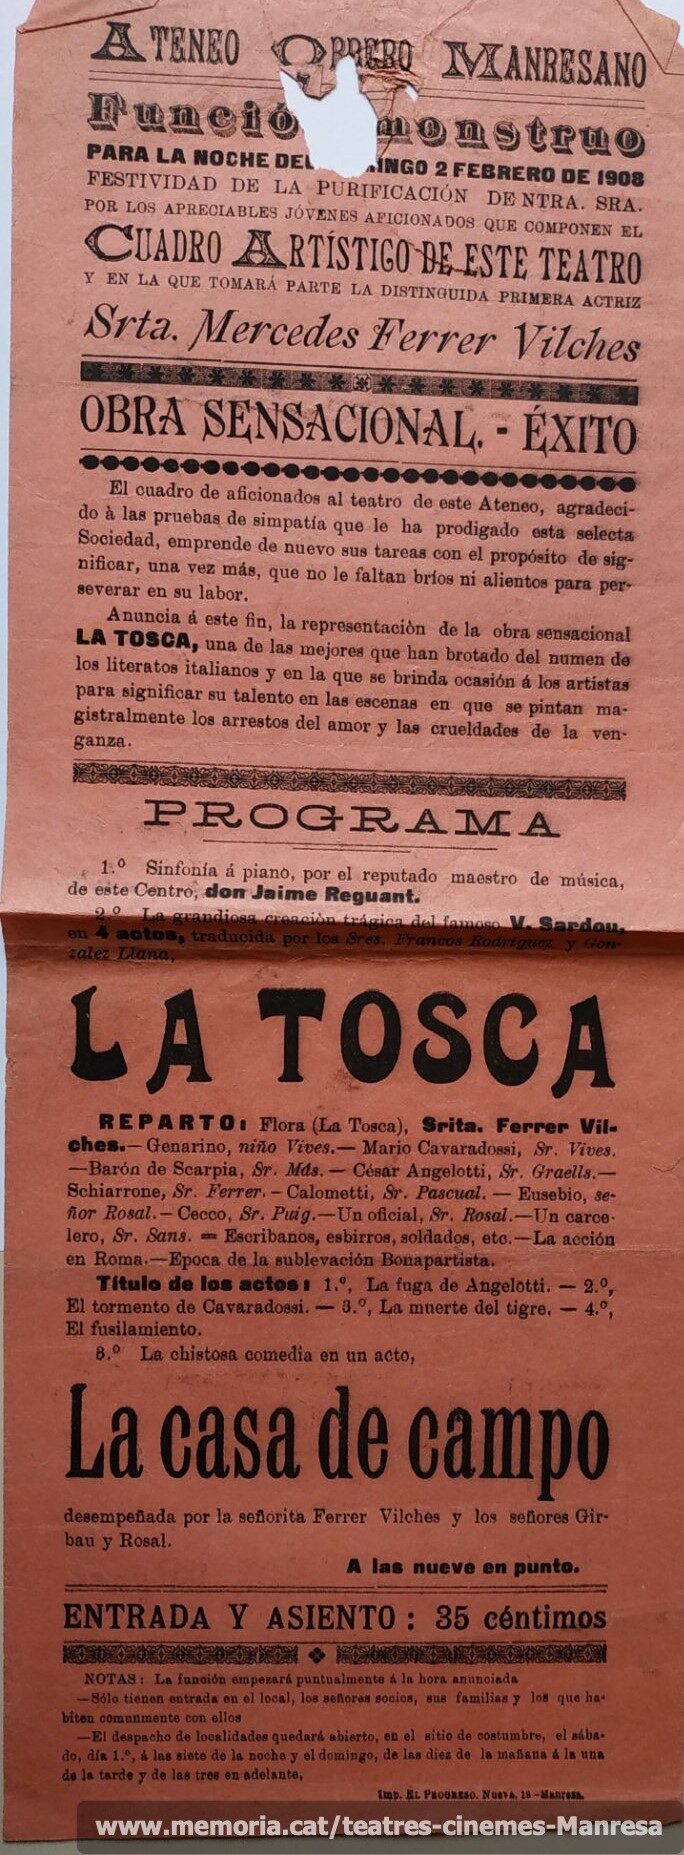 ATENEO OBRERO MANRESANO
Función monstruo
PARA LA NOCHE DEL DOMINGO 2 FEBRERO DE 1908
FESTIVIDAD DE LA PURIFICACIÓN DE NTRA. SRA.
POR LOS APRECIABLES JÓVENES AFICIONADOS QUE COMPONEN EL
CUADRO ARTÍSTIGO DE ESTE TEATRO
Y EN LA QUE TOMARÁ PARTE LA DISTINGUIDA PRIMERA ACTRIZ
Srta. Mercedes Ferrer Vilches
OBRA SENSACIONAL. - ÉXITO
El cuadro de aficionados al teatro de este Ateneo, agradeci-
do à las pruebas de simpatía que le ha prodigado esta selecta
Sociedad, emprende de nuevo sus tareas con el propósito de sig-
nificar, una vez más, que no le faltan bríos ni alientos para per-
severar en su labor.
Anuncia á este fin, la representación de la obra sensacional
LA TOSCA, una de las mejores que han brotado del numen de
los literatos italianos y en la que se brinda ocasión á los artistas
para significar su talento en las escenas en que se pintan ma-
gistralmente los arrestos del amor y las crueldades de la ven-
ganza.
PROGRAMA
1.º Sinfonía á piano, por el reputado maestro de música,
de este Centro, don Jaime Reguant.
2.º La grandiosa creación trágica del famoso V. Sardou,
en 4 actos, traducida por los Sres. Francos Rodriguez y Gon-
zalez Llana,
LA TOSCA
REPARTO: Flora (La Tosca), Srita. Ferrer Vil-
ches.—Genarino, niño Vives.—Mario Cavaradossi, Sr. Vives.
—Barón de Scarpia, Sr. Más.—César Angelotti, Sr. Graells.—
Schiarrone, Sr. Ferrer.-Calometti, Sr. Pascual.—Eusebio, se-
ñor Rosal.-Cecco, Sr. Puig.—Un oficial, Sr. Rosal.—Un carce-
lero, Sr. Sans.—Escribanos, esbirros, soldados, etc.—La acción
en Roma.—Epoca de la sublevación Bonapartista.
Título de los actos: 1.º, La fuga de Angelotti.—2.º,
El tormento de Cavaradossi.—3.º, La muerte del tigre.—4.º,
El fusilamiento.
3.º La chistosa comedia en un acto,
La casa de campo
desempeñada por la señorita Ferrer Vilches y los señores Gir-
bau y Rosal.
A las nueve en punto.
ENTRADA Y ASIENTO : 35 céntimos
NOTAS: La función empezará puntualmente á la hora anunciada
—Sólo tienen entrada en el local, los señores socios, sus familias y los que ha-
biten comunmente con ellos
—El despacho de localidades quedará abierto, en el sitio de costumbre, el sába-
do, día 1.º, á las siete de la noche y el domingo, de las diez de la mañana á la una
de la tarde y de las tres en adelante,
Imp. EL PROGRESO. Nueva, 19-Manresa.
www.memoria.cat/teatres-cinemes-Manresa